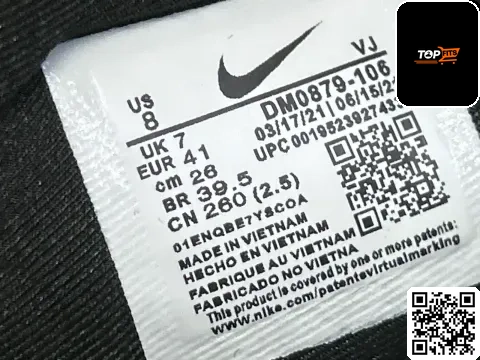 TOP FITS
VJ
US
8
DM0879-106
UK 7
03/17/21 | 06/15/2
EUR 41
UPC
cm 26
BR 39.5
CN 260 (2.5)
01ENQBE7YSCOA
MADE IN VIETNAM
HECHO EN VIETNAM
FABRIQUE AU VIETNAM
FABRICADO NO VIETNA
This product is covered by one or more patents:
www.nike.com/patentsvirtualmarking